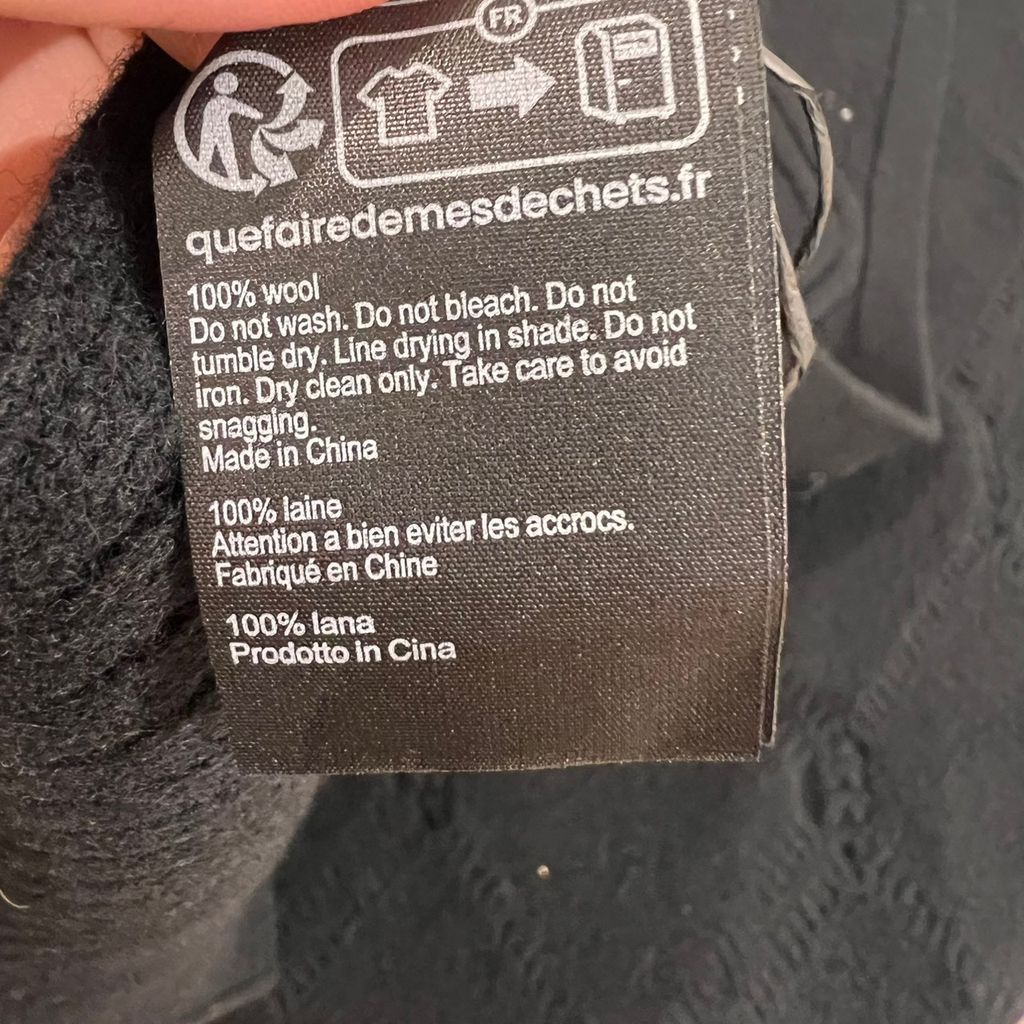 FR
quefairedemesdechets.fr
100% wool
Do not wash. Do not bleach. Do not
tumble dry. Line drying in shade. Do not
iron. Dry clean only. Take care to avoid
snagging.
Made in China
100% laine
Attention a bien eviter les accrocs.
Fabriqué en Chine
100% lana
Prodotto in Cina